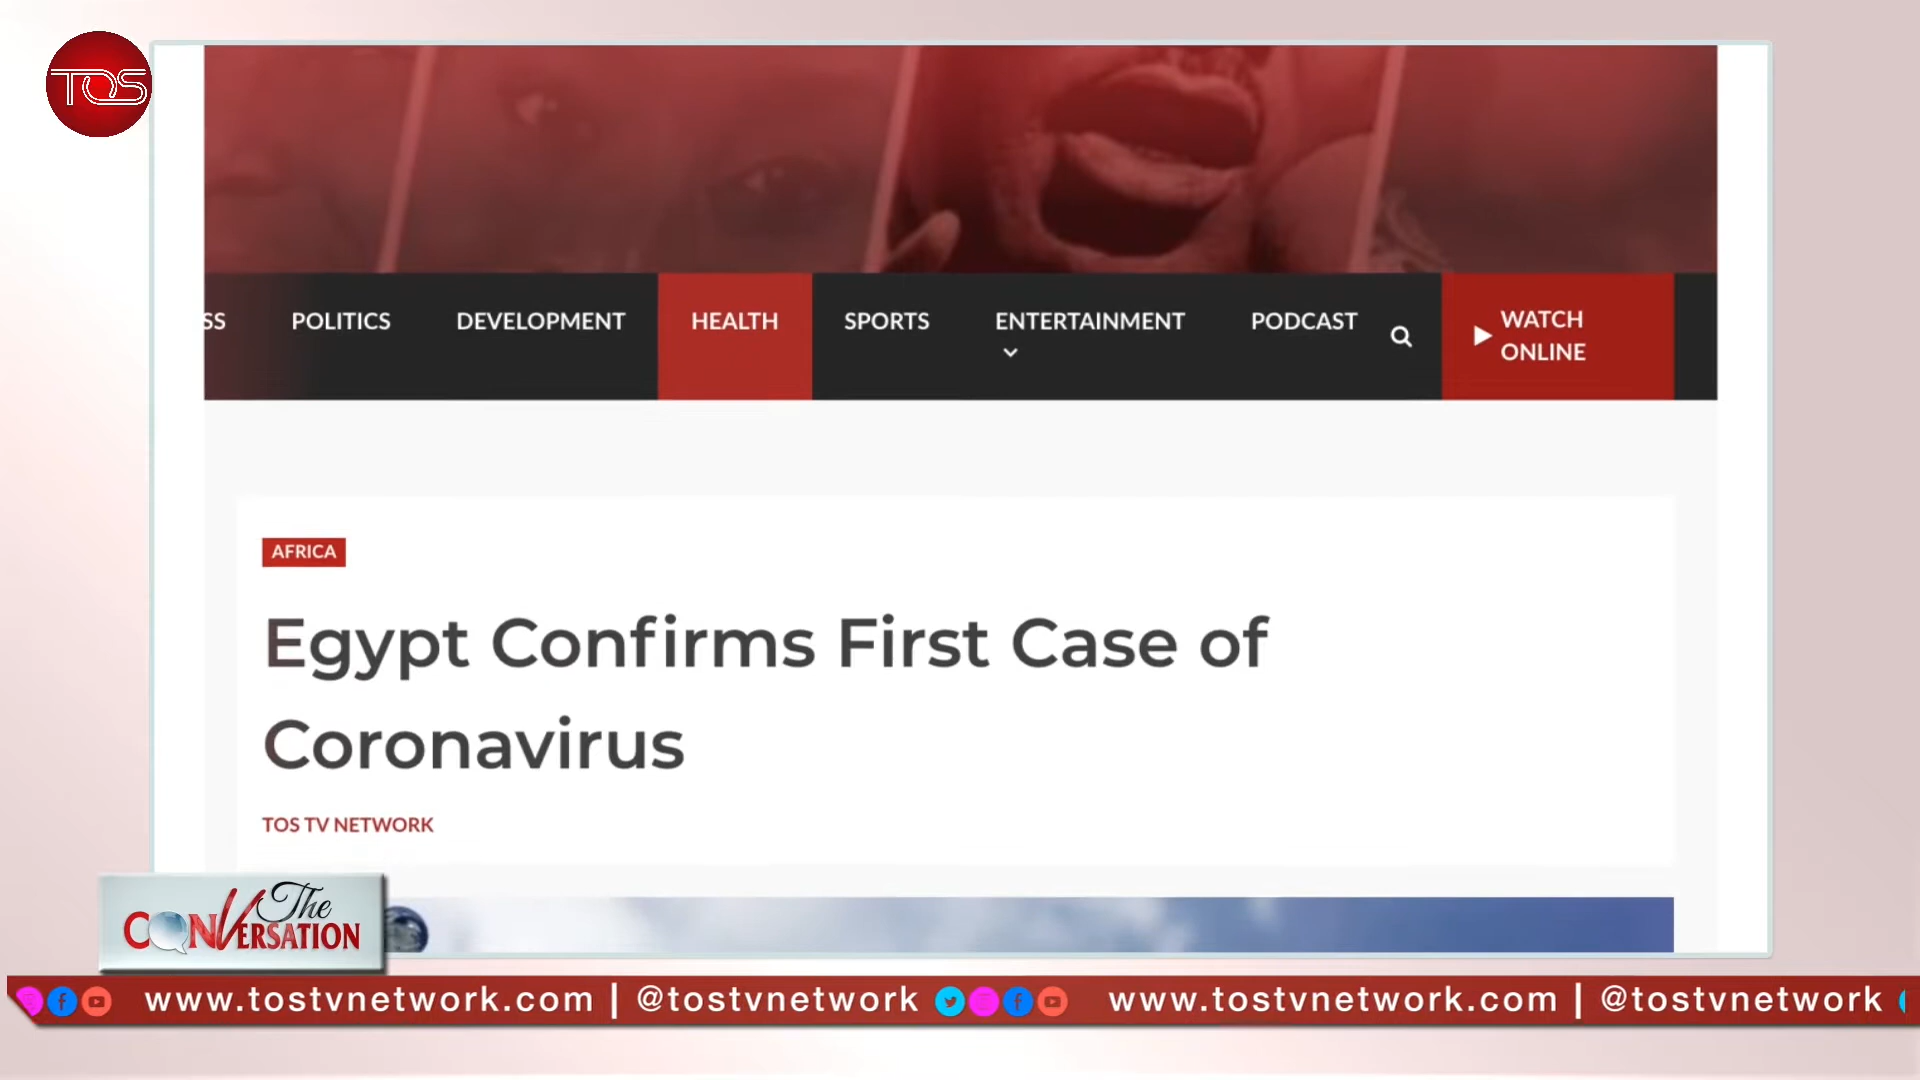 TOS
SS POLITICS DEVELOPMENT HEALTH SPORTS ENTERTAINMENT PODCAST WATCH
ONLINE
AFRICA
Egypt Confirms First Case of
Coronavirus
TOS TV NETWORK
The
CONVERSATION
www.tostvnetwork.com | @tostvnetwork www.tostvnetwork.com | @tostvnetwork